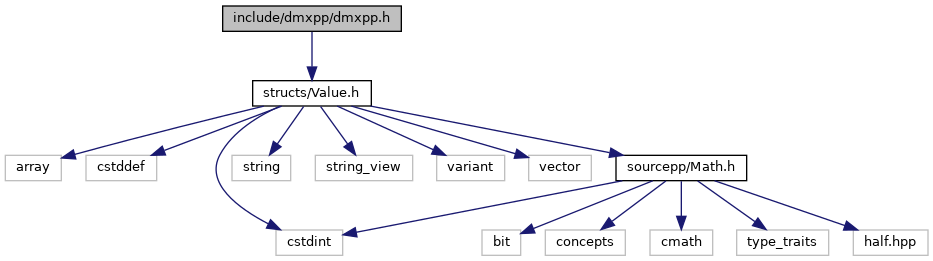 include/dmxpp/dmxpp.h
structs/Value.h
array
cstddef
string
string_view
variant
vector
sourcepp/Math.h
cstdint
bit
concepts
cmath
type_traits
half.hpp